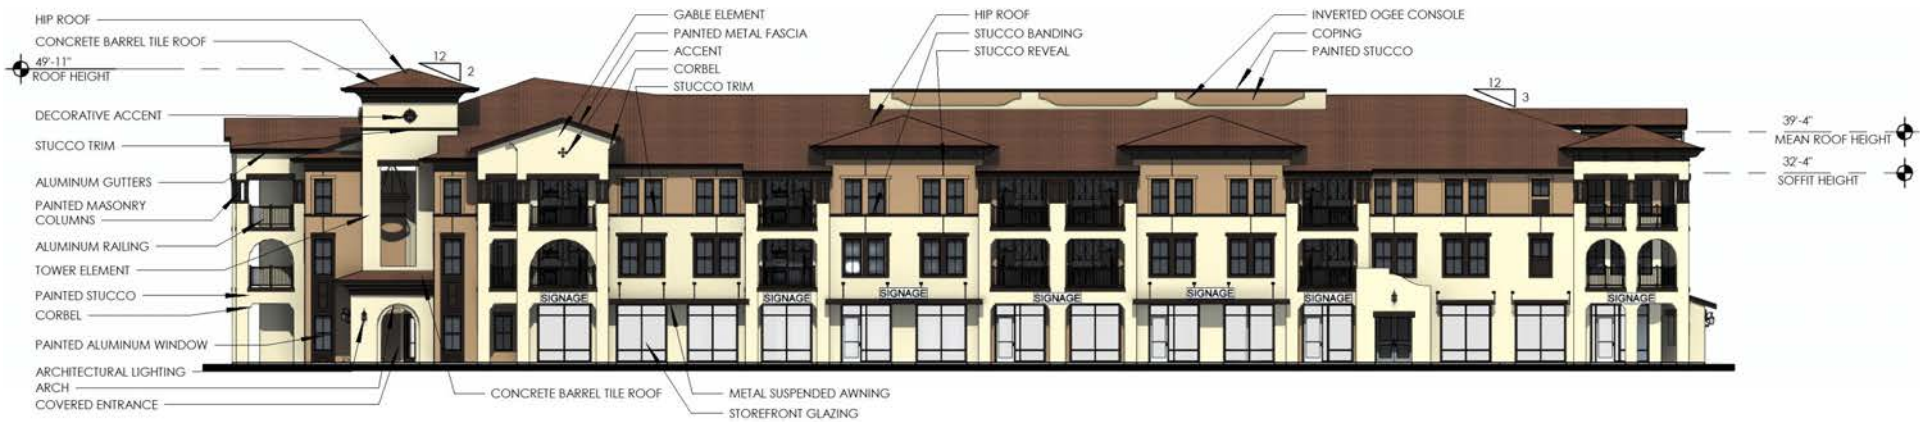 HIP ROOF
CONCRETE BARREL TILE ROOF
49'-11"
ROOF HEIGHT
12
2
DECORATIVE ACCENT
STUCCO TRIM
ALUMINUM GUTTERS
PAINTED MASONRY
COLUMNS
ALUMINUM RAILING
TOWER ELEMENT
PAINTED STUCCO
CORBEL
PAINTED ALUMINUM WINDOW
ARCHITECTURAL LIGHTING
ARCH
COVERED ENTRANCE
GABLE ELEMENT
PAINTED METAL FASCIA
ACCENT
CORBEL
STUCCO TRIM
HIP ROOF
STUCCO BANDING
STUCCO REVEAL
INVERTED OGEE CONSOLE
COPING
PAINTED STUCCO
12
3
39'-4"
MEAN ROOF HEIGHT
32'-4"
SOFFIT HEIGHT
SIGNAGE
SIGNAGE
SIGNAGE
SIGNAGE
SIGNAGE
SIGNAGE
SIGNAGE
CONCRETE BARREL TILE ROOF
METAL SUSPENDED AWNING
STOREFRONT GLAZING